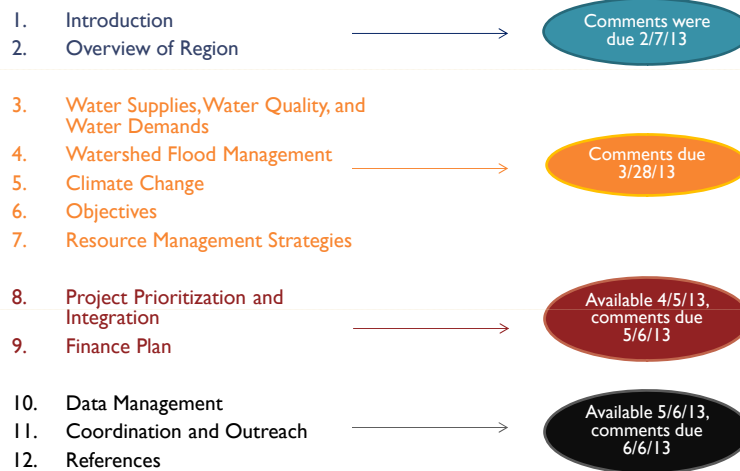 1. Introduction
2. Overview of Region
Comments were
due 2/7/13
3. Water Supplies, Water Quality, and
Water Demands
4. Watershed Flood Management
5. Climate Change
6. Objectives
7. Resource Management Strategies
Comments due
3/28/13
8. Project Prioritization and
Integration
9. Finance Plan
Available 4/5/13,
comments due
5/6/13
10. Data Management
11. Coordination and Outreach
12. References
Available 5/6/13,
comments due
6/6/13